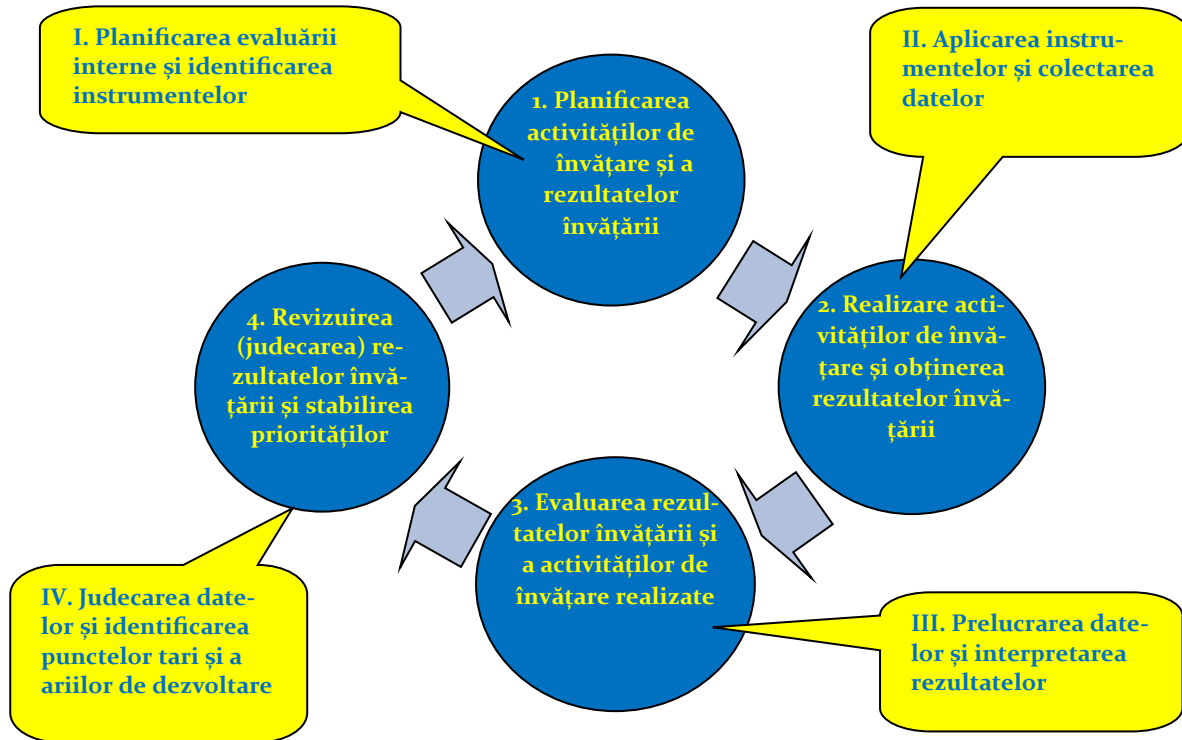 I. Planificarea evaluării
interne și identificarea
instrumentelor
1. Planificarea
activităților de
învățare și a
rezultatelor
învățării
II. Aplicarea instru-
mentelor și colectarea
datelor
2. Realizare acti-
vităților de învă-
țare și obținerea
rezultatelor învă-
țării
3. Evaluarea rezul-
tatelor învățării și
a activităților de
învățare realizate
III. Prelucrarea date-
lor și interpretarea
rezultatelor
4. Revizuirea
(judecarea) re-
zultatelor învă-
țării și stabilirea
priorităților
IV. Judecarea date-
lor și identificarea
punctelor tari și a
ariilor de dezvoltare